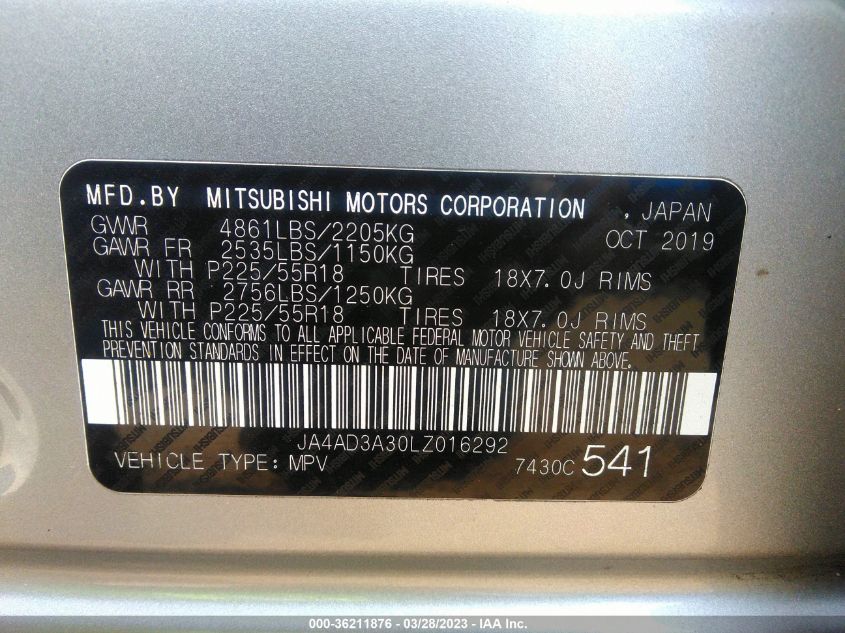 MFD.BY MITSUBISHI MOTORS CORPORATION , JAPAN
GVWR 4861LBS/2205KG OCT 2019
GAWR FR 2535LBS/1150KG
WITH P225/55R18 TIRES 18X7.0J RIMS
GAWR RR 2756LBS/1250KG
WITH P225/55R18 TIRES 18X7.0J RIMS
THIS VEHICLE CONFORMS TO ALL APPLICABLE FEDERAL MOTOR VEHICLE SAFETY AND THEFT
PREVENTION STANDARDS IN EFFECT ON THE DATE OF MANUFACTURE SHOWN ABOVE.
JA4AD3A30LZ016292
VEHICLE TYPE: MPV 7430C 541
000-36211876 - 03/28/2023 - IAA Inc.